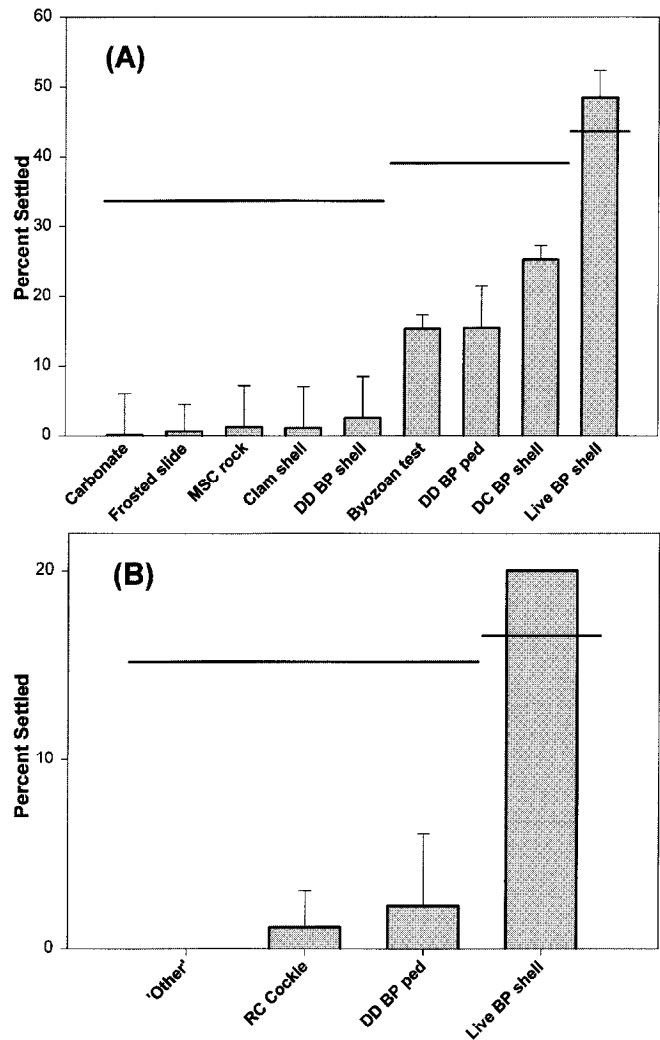 (A)
60
50
40
30
20
10
0
Percent Settled
Carbonate
Frosted slide
MSC rock
Clam shell
DD BP shell
Byozoan test
DD BP ped
DC BP shell
Live BP shell
(B)
20
10
0
Percent Settled
'Other'
RC Cockle
DD BP ped
Live BP shell